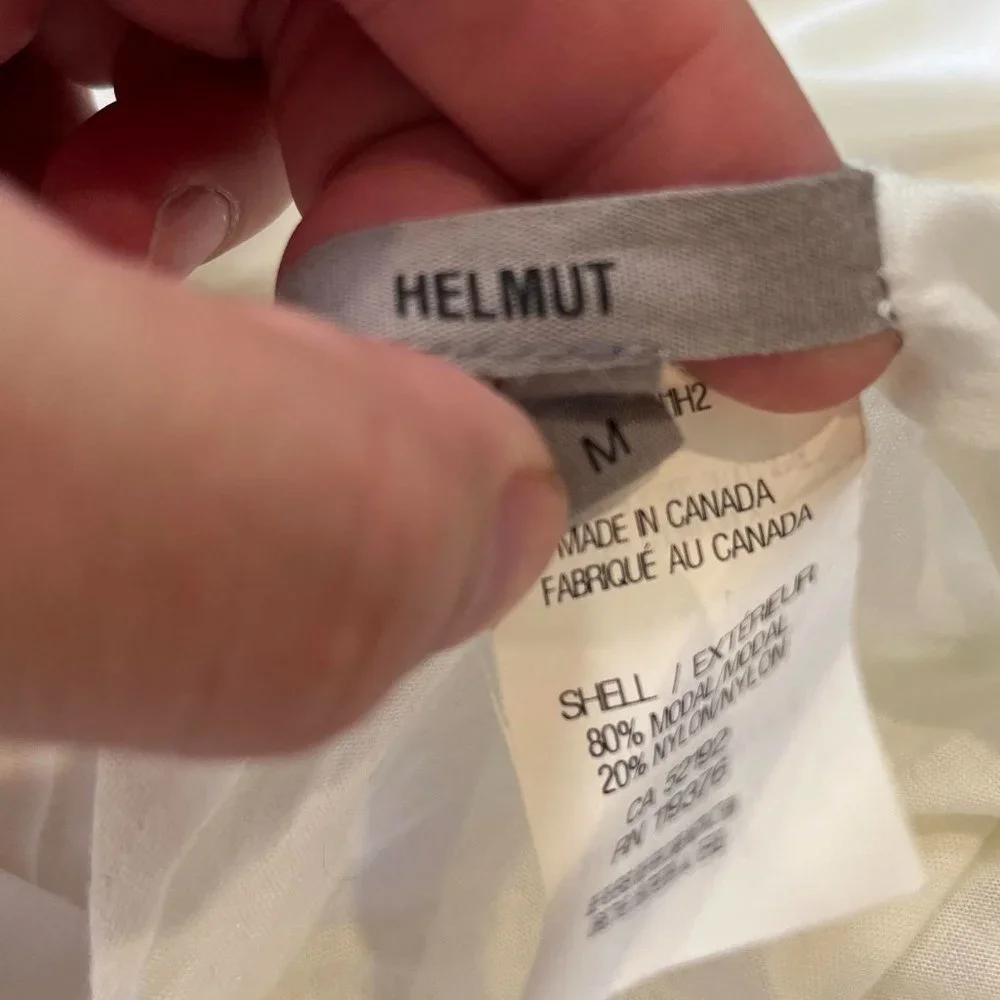 HELMUT
M
MADE IN CANADA
FABRIQUÉ AU CANADA
SHELL / EXTÉRIEUR
80% MODAL/MODAL
20% NYLON/NYLON
CA 52192
RN 119376